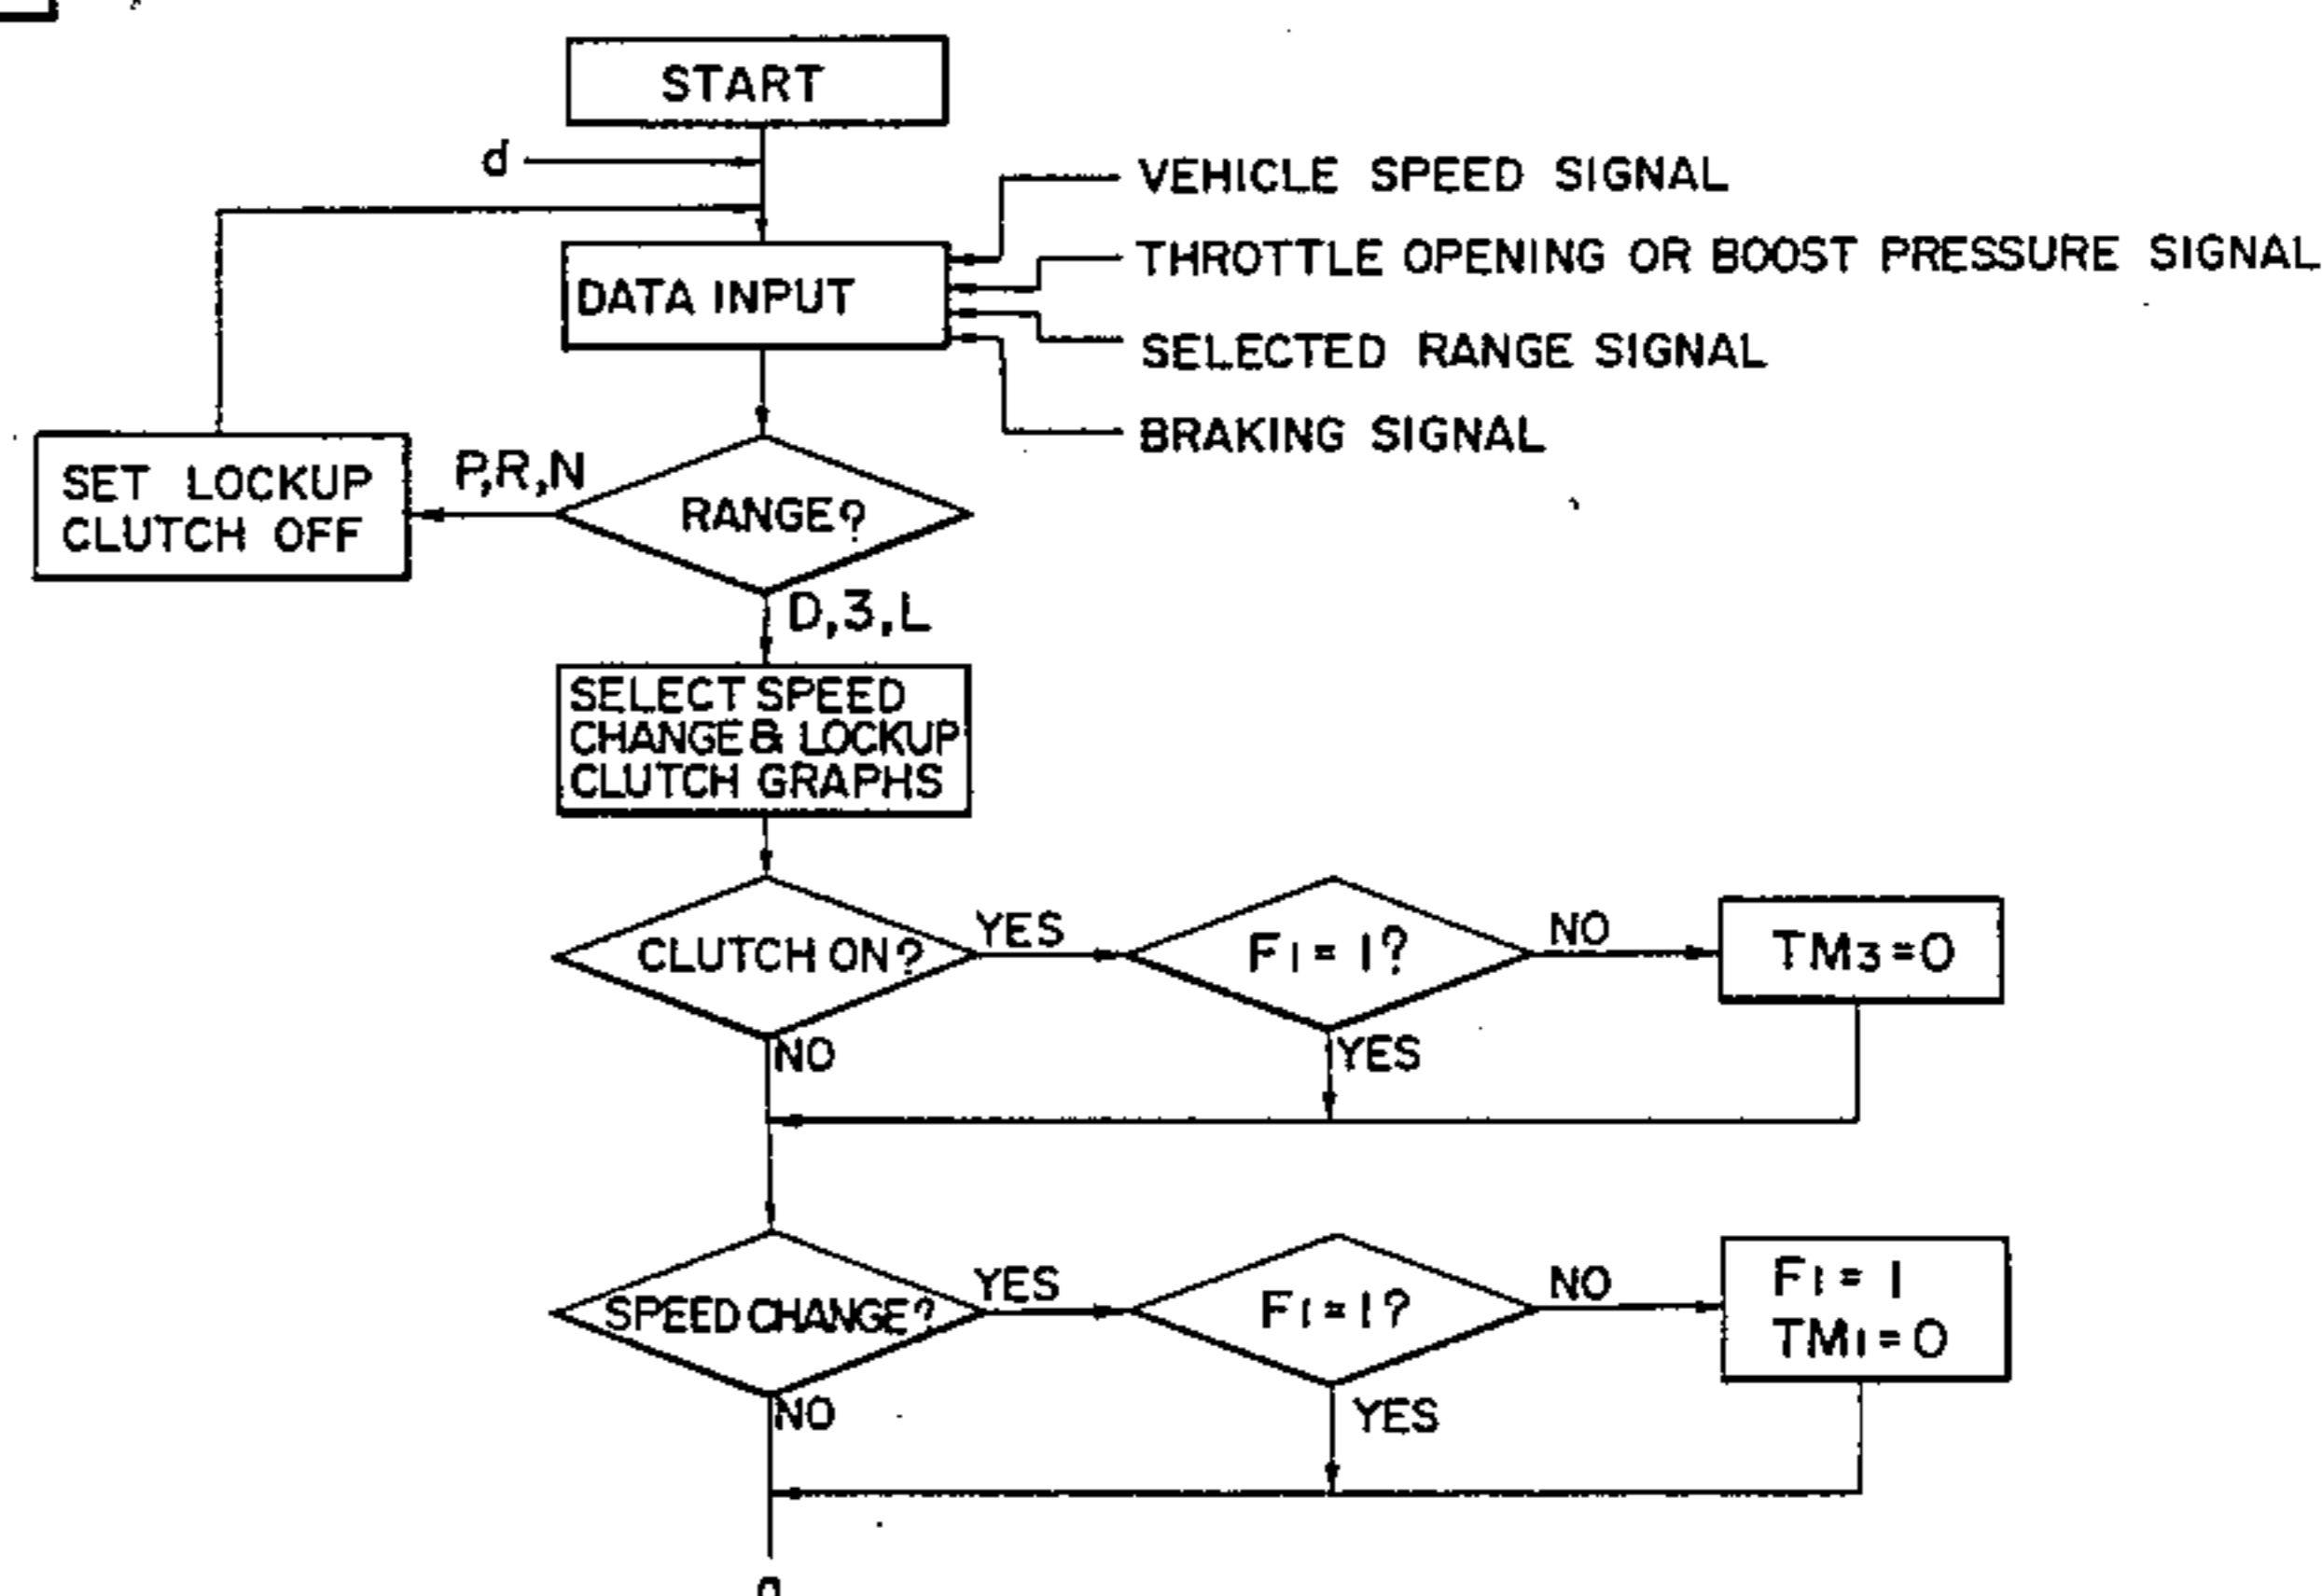 START
d
VEHICLE SPEED SIGNAL
THROTTLE OPENING OR BOOST PRESSURE SIGNAL
DATA INPUT
SELECTED RANGE SIGNAL
BRAKING SIGNAL
SET LOCKUP
CLUTCH OFF
P,R,N
RANGE?
D,3,L
SELECT SPEED
CHANGE & LOCKUP
CLUTCH GRAPHS
CLUTCH ON?
YES
F1=1?
NO
TM3=0
NO
YES
SPEED CHANGE?
YES
F1=1?
NO
F1=1
TM1=0
NO
YES